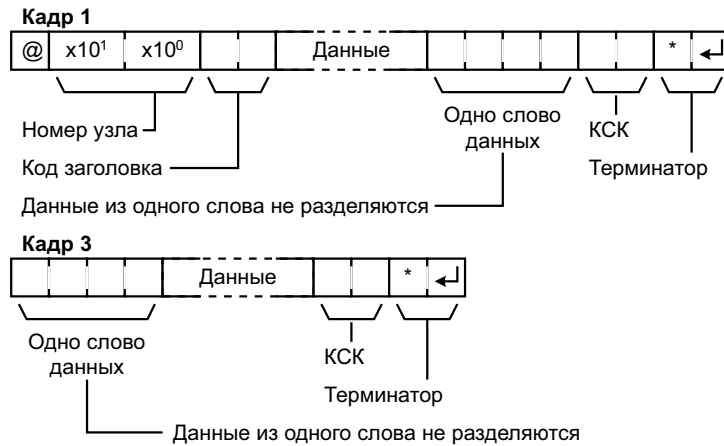 Кадр 1
@ x10¹ x10⁰ Данные * ↵
Номер узла
Одно слово данных
КСК
Код заголовка
Терминатор
Данные из одного слова не разделяются
Кадр 3
Данные * ↵
Одно слово данных
КСК
Терминатор
Данные из одного слова не разделяются